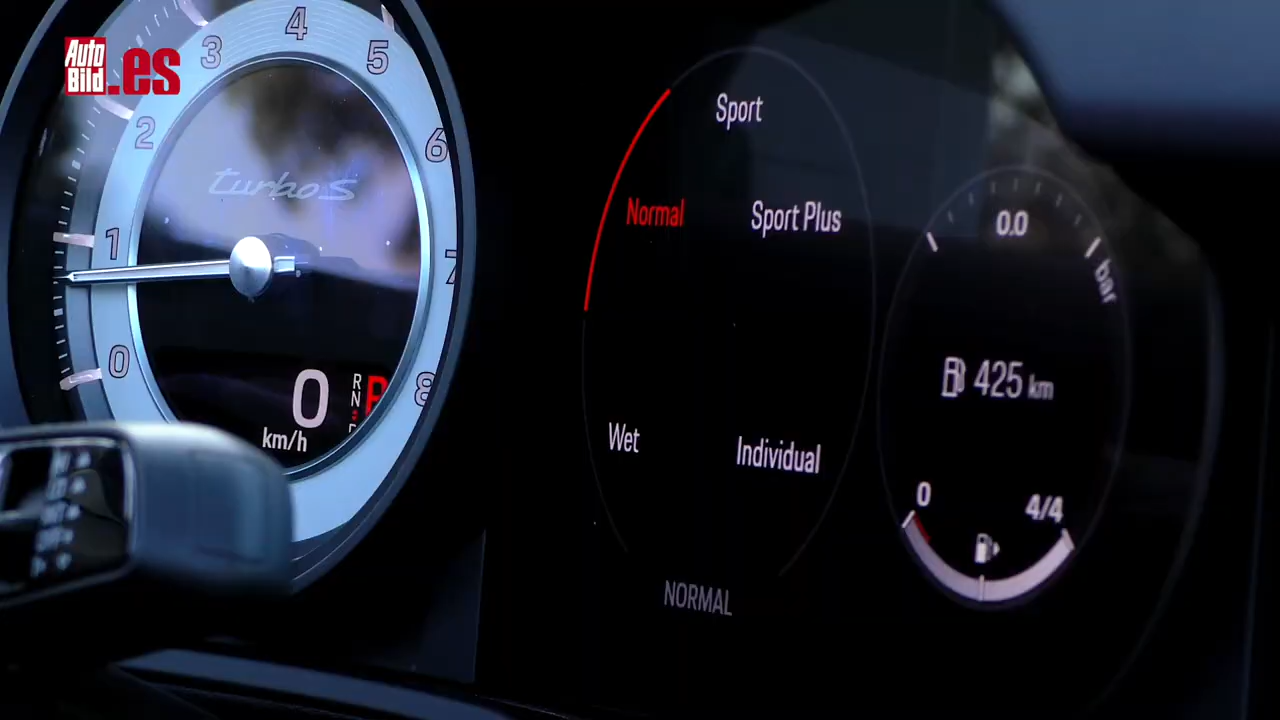 Auto
Bild
.es
0
1
2
3
4
5
6
7
8
turbo S
0
km/h
R
N
P
Sport
Normal
Sport Plus
Wet
Individual
NORMAL
0.0
bar
425 km
0
4/4